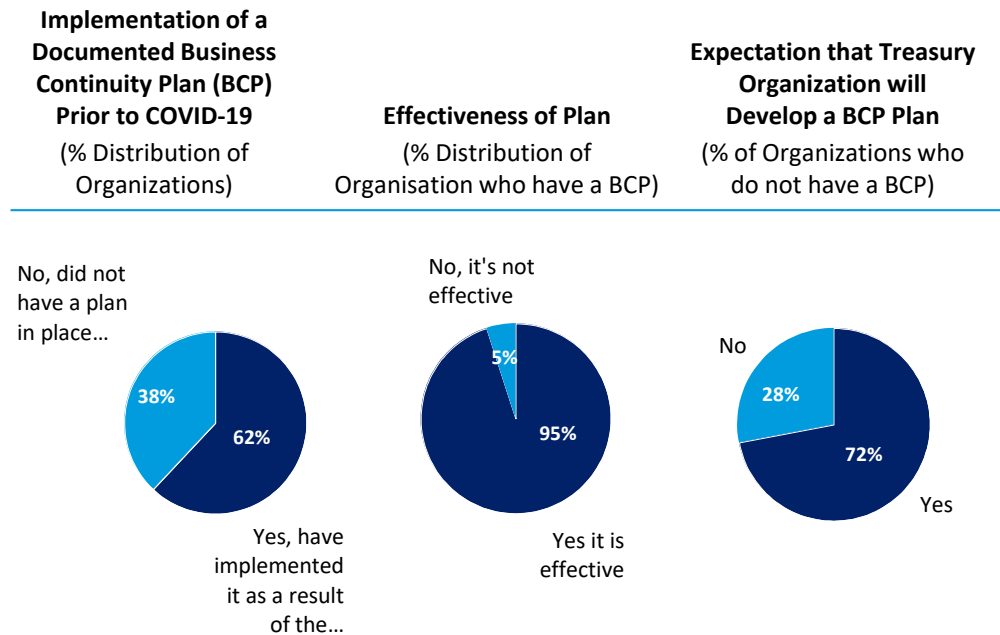 Implementation of a
Documented Business
Continuity Plan (BCP)
Prior to COVID-19
(% Distribution of
Organizations)
Effectiveness of Plan
(% Distribution of
Organisation who have a BCP)
Expectation that Treasury
Organization will
Develop a BCP Plan
(% of Organizations who
do not have a BCP)
No, did not
have a plan
in place…
38%
62%
Yes, have
implemented
it as a result
of the…
No, it's not
effective
5%
95%
Yes it is
effective
No
28%
72%
Yes